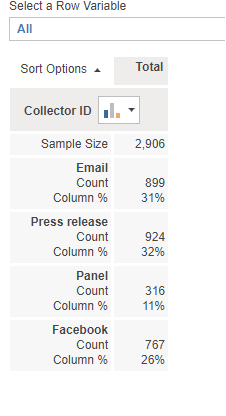 Select a Row Variable
All
Sort Options Total
Collector ID
Sample Size 2,906
Email
Count 899
Column % 31%
Press release
Count 924
Column % 32%
Panel
Count 316
Column % 11%
Facebook
Count 767
Column % 26%